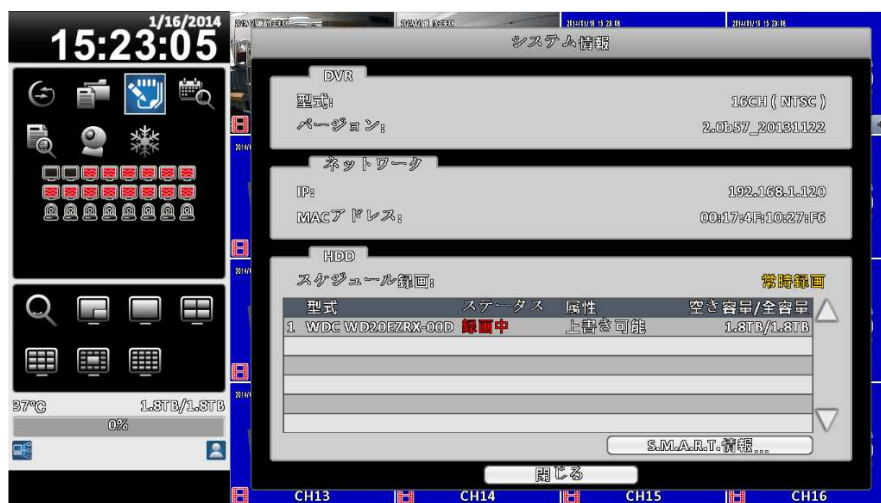 1/16/2014
15:23:05
システム情報
DVR
型式: 16CH ( NTSC )
バージョン: 2.0b57_20131122
ネットワーク
IP: 192.168.1.120
MACアドレス: 00:17:4F:10:27:F6
HDD
スケジュール録画: 常時録画
型式 ステータス 属性 空き容量/全容量
1 WDC WD20EZRX-00D 録画中 上書き可能 1.8TB/1.8TB
S.M.A.R.T.情報...
閉じる
37°C 1.8TB/1.8TB
0%
CH13 CH14 CH15 CH16